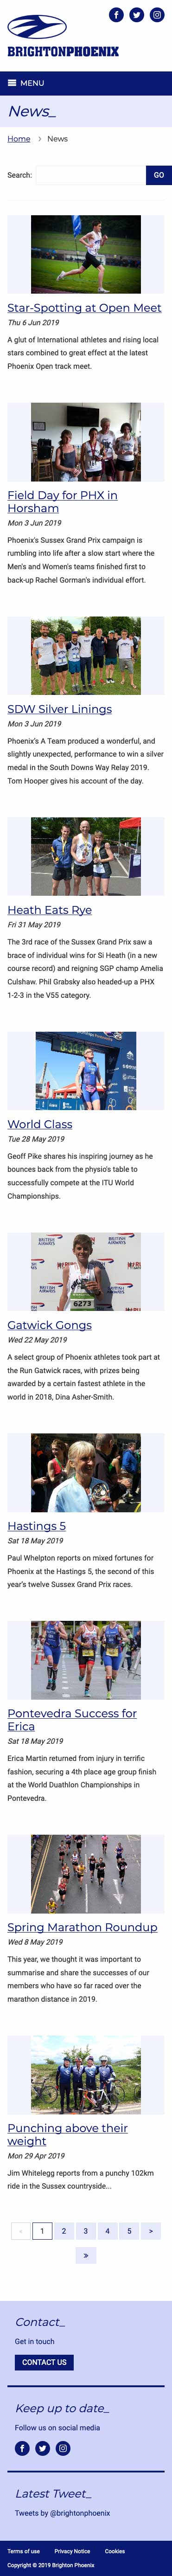 BRIGHTONPHOENIX
MENU
News_
Home > News
Search: GO
Star-Spotting at Open Meet
Thu 6 Jun 2019
A glut of International athletes and rising local
stars combined to great effect at the latest
Phoenix Open track meet.
Field Day for PHX in
Horsham
Mon 3 Jun 2019
Phoenix's Sussex Grand Prix campaign is
rumbling into life after a slow start where the
Men's and Women's teams finished first to
back-up Rachel Gorman's individual effort.
SDW Silver Linings
Mon 3 Jun 2019
Phoenix's A Team produced a wonderful, and
slightly unexpected, performance to win a silver
medal in the South Downs Way Relay 2019.
Tom Hooper gives his account of the day.
Heath Eats Rye
Fri 31 May 2019
The 3rd race of the Sussex Grand Prix saw a
brace of individual wins for Si Heath (in a new
course record) and reigning SGP champ Amelia
Culshaw. Phil Grabsky also headed-up a PHX
1-2-3 in the V55 category.
World Class
Tue 28 May 2019
Geoff Pike shares his inspiring journey as he
bounces back from the physio's table to
successfully compete at the ITU World
Championships.
BRITISH AIRWAYS
6273
Gatwick Gongs
Wed 22 May 2019
A select group of Phoenix athletes took part at
the Run Gatwick races, with prizes being
awarded by a certain fastest athlete in the
world in 2018, Dina Asher-Smith.
Hastings 5
Sat 18 May 2019
Paul Whelpton reports on mixed fortunes for
Phoenix at the Hastings 5, the second of this
year's twelve Sussex Grand Prix races.
Pontevedra Success for
Erica
Sat 18 May 2019
Erica Martin returned from injury in terrific
fashion, securing a 4th place age group finish
at the World Duathlon Championships in
Pontevedra.
Spring Marathon Roundup
Wed 8 May 2019
This year, we thought it was important to
summarise and share the successes of our
members who have so far raced over the
marathon distance in 2019.
Punching above their
weight
Mon 29 Apr 2019
Jim Whitelegg reports from a punchy 102km
ride in the Sussex countryside...
< 1 2 3 4 5 >
»
Contact_
Get in touch
CONTACT US
Keep up to date_
Follow us on social media
Latest Tweet_
Tweets by @brightonphoenix
Terms of use Privacy Notice Cookies
Copyright © 2019 Brighton Phoenix